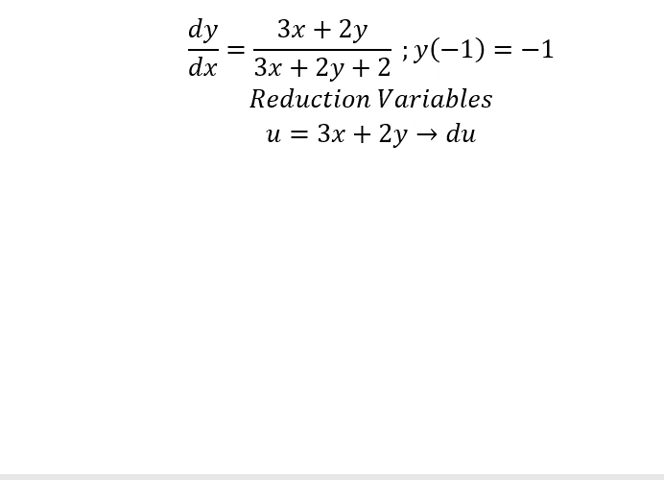 dy/dx = (3x + 2y)/(3x + 2y + 2) ; y(−1) = −1
Reduction Variables
u = 3x + 2y → du